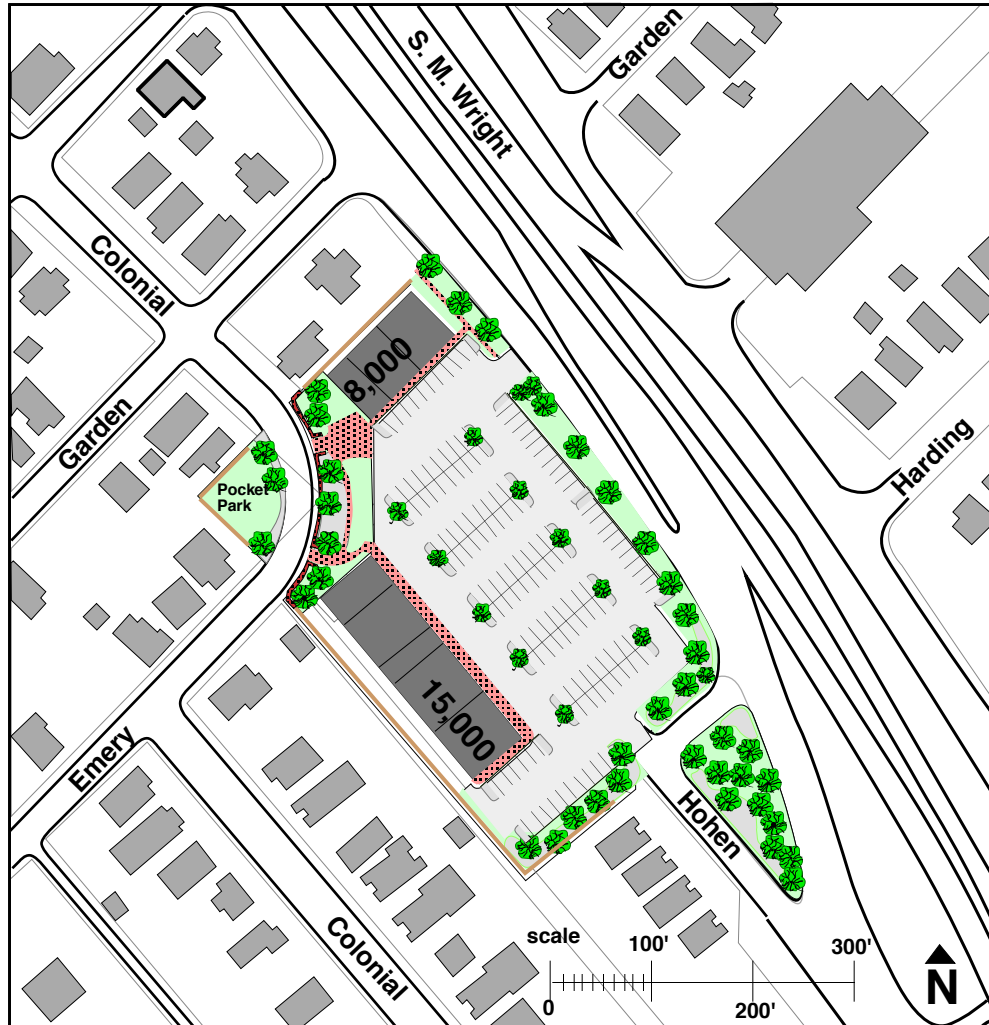 Garden
S. M. Wright
Colonial
8,000
Garden
Harding
Pocket
Park
15,000
Emery
Hohen
Colonial
scale
100'
300'
0
200'
N